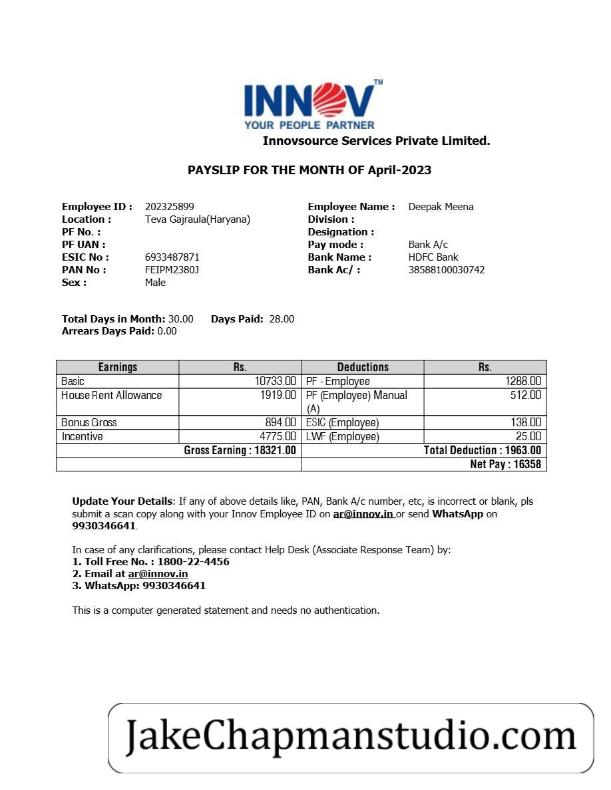 INNOV™
YOUR PEOPLE PARTNER
Innovsource Services Private Limited.
PAYSLIP FOR THE MONTH OF April-2023
Employee ID : 202325899 Employee Name : Deepak Meena
Location : Teva Gajraula(Haryana) Division :
PF No. : Designation :
PF UAN : Pay mode : Bank A/c
ESIC No : 6933487871 Bank Name : HDFC Bank
PAN No : FEIPM2380J Bank Ac/ : 38588100030742
Sex : Male
Total Days in Month: 30.00 Days Paid: 28.00
Arrears Days Paid: 0.00
Earnings Rs. Deductions Rs.
Basic 10733.00 PF - Employee 1288.00
House Rent Allowance 1919.00 PF (Employee) Manual 512.00
(A)
Bonus Gross 894.00 ESIC (Employee) 138.00
Incentive 4775.00 LWF (Employee) 25.00
Gross Earning : 18321.00 Total Deduction : 1963.00
Net Pay : 16358
Update Your Details: If any of above details like, PAN, Bank A/c number, etc, is incorrect or blank, pls
submit a scan copy along with your Innov Employee ID on ar@innov.in or send WhatsApp on
9930346641.
In case of any clarifications, please contact Help Desk (Associate Response Team) by:
1. Toll Free No. : 1800-22-4456
2. Email at ar@innov.in
3. WhatsApp: 9930346641
This is a computer generated statement and needs no authentication.
JakeChapmanstudio.com